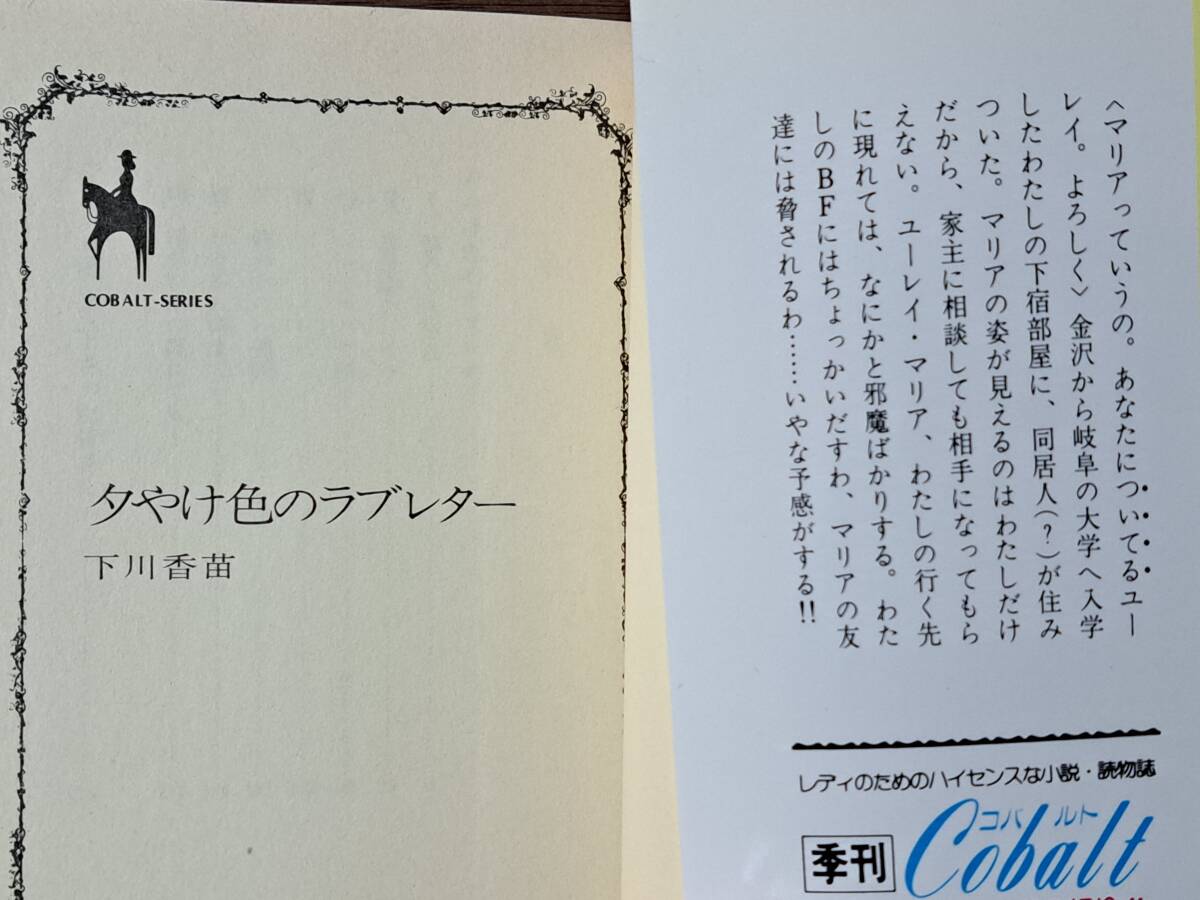 COBALT-SERIES
夕やけ色のラブレター
下川香苗
〈マリアっていうの。あなたについてるユー
レイ。よろしく〉金沢から岐阜の大学へ入学
したわたしの下宿部屋に、同居人(?)が住み
ついた。マリアの姿が見えるのはわたしだけ
だから、家主に相談しても相手になってもら
えない。ユーレイ・マリア、わたしの行く先
に現れては、なにかと邪魔ばかりする。わた
しのBFにはちょっかいだすわ、マリアの友
達には脅されるわ……いやな予感がする!!
レディのためのハイセンスな小説・読物誌
季刊
コバルト
Cobalt